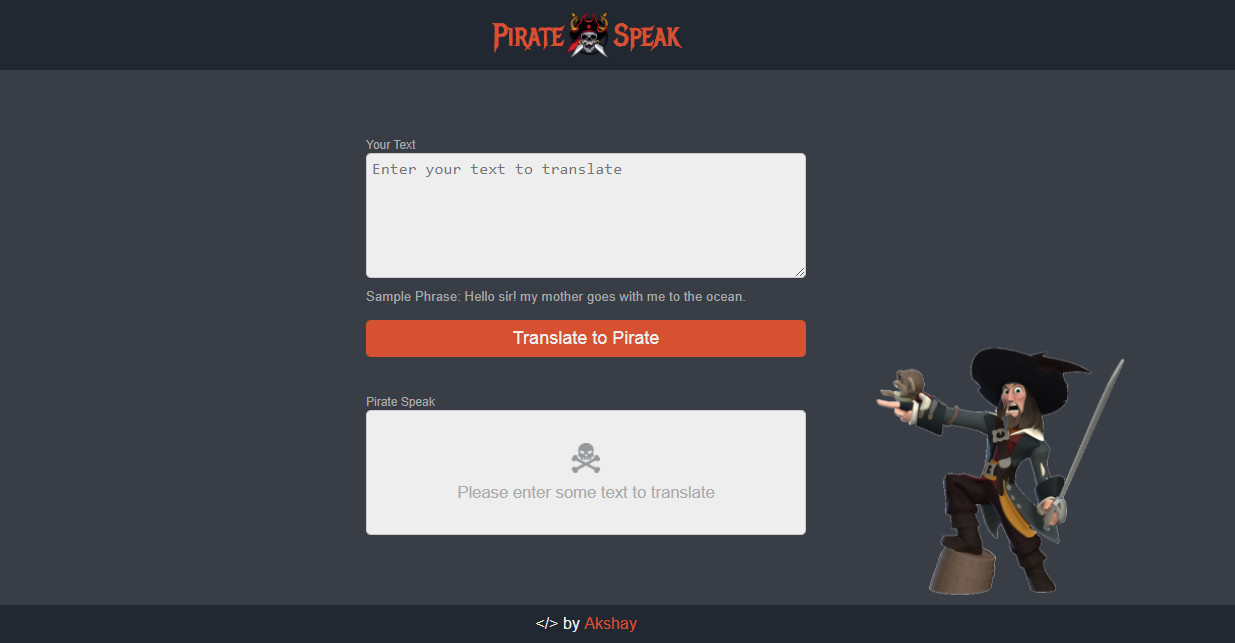 Pirate Speak
Your Text
Enter your text to translate
Sample Phrase: Hello sir! my mother goes with me to the ocean.
Translate to Pirate
Pirate Speak
Please enter some text to translate
</> by Akshay